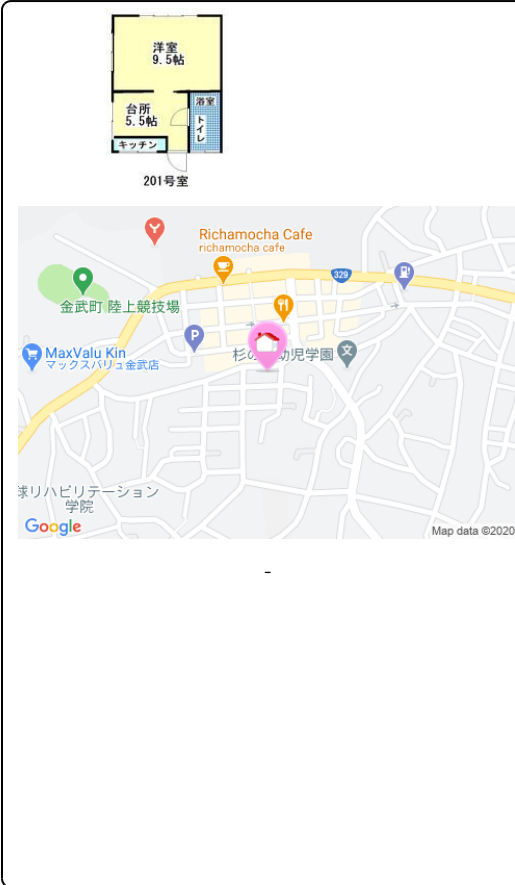 洋室
9.5帖
浴室
台所
5.5帖
トイレ
キッチン
201号室
Richamocha Cafe
richamocha cafe
329
金武町 陸上競技場
P
MaxValu Kin
マックスバリュ金武店
杉の
幼児学園
文
球リハビリテーション
学院
Google
Map data ©2020
-